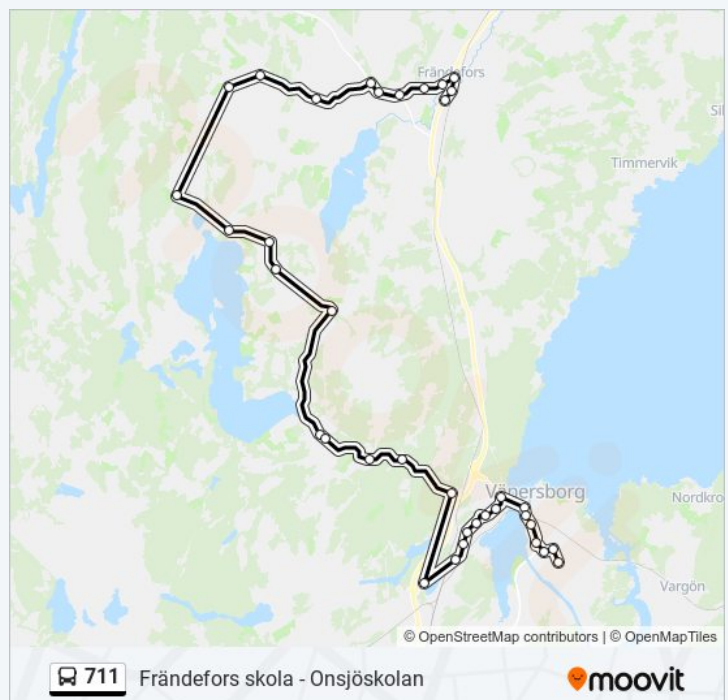 Frändefors
Sil
Timmervik
Vänersborg
Nordkro
Vargön
© OpenStreetMap contributors | © OpenMapTiles
711 Frändefors skola - Onsjöskolan
moovit